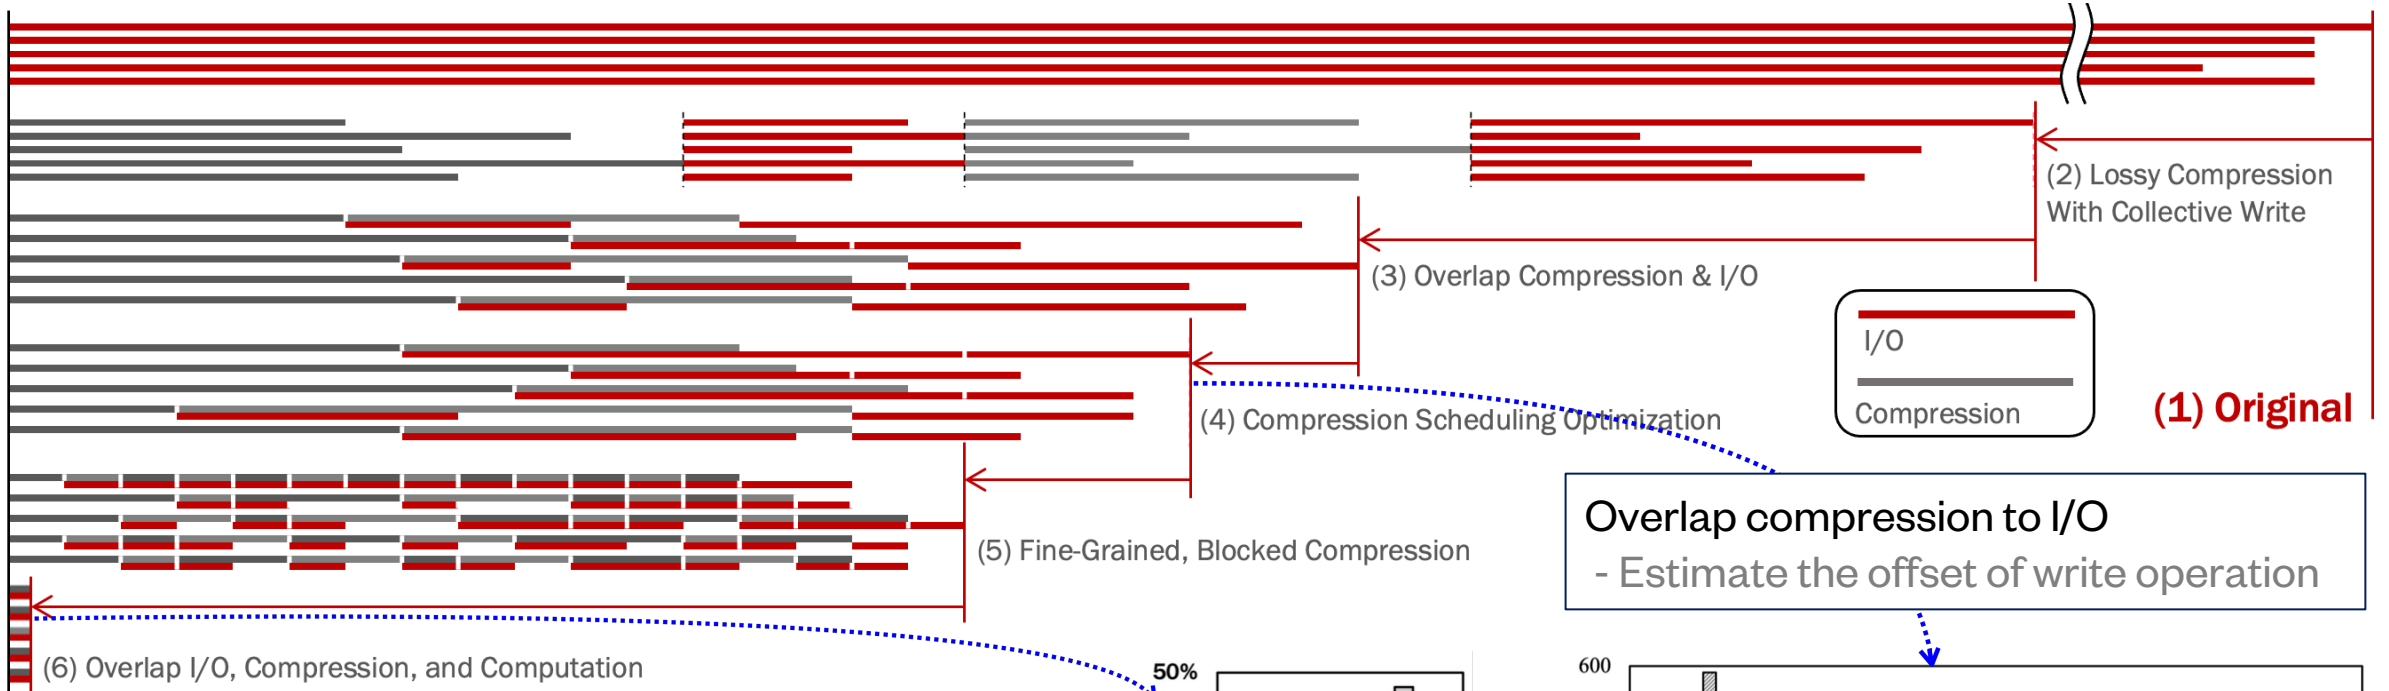 (2) Lossy Compression
With Collective Write
(3) Overlap Compression & I/O
I/O
Compression
(1) Original
(4) Compression Scheduling Optimization
Overlap compression to I/O
- Estimate the offset of write operation
(5) Fine-Grained, Blocked Compression
(6) Overlap I/O, Compression, and Computation
50%
600